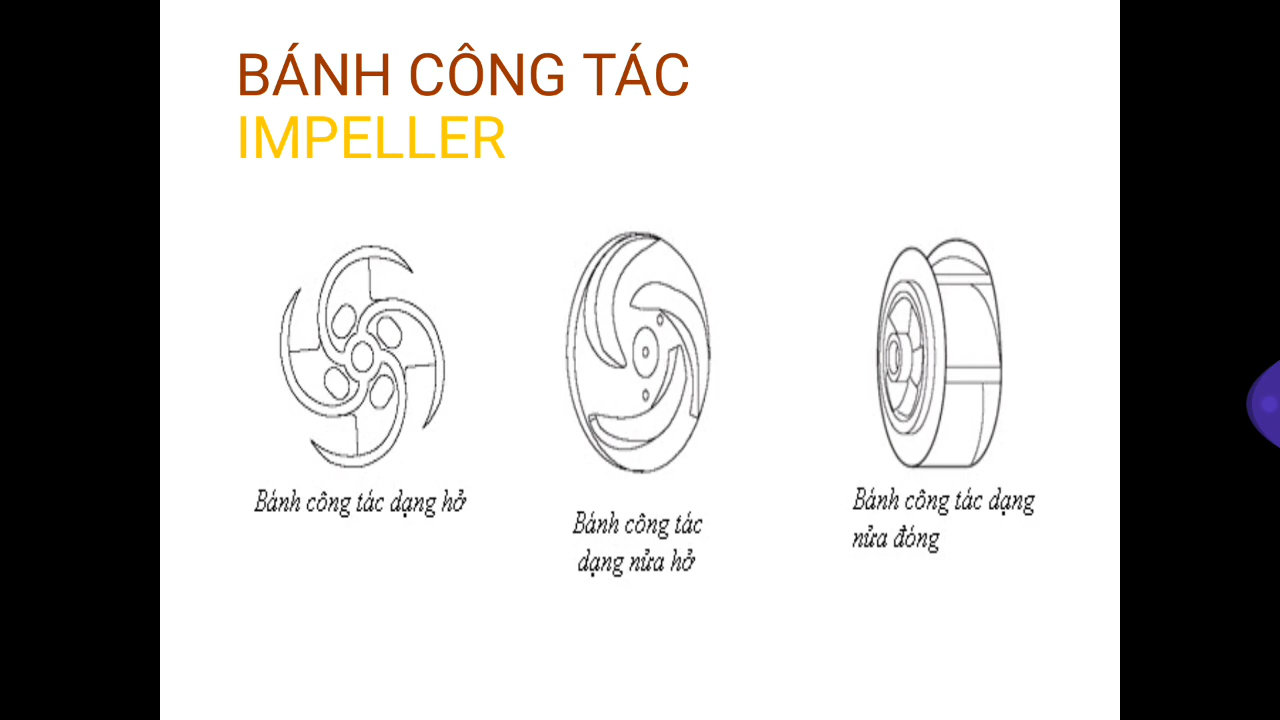 BÁNH CÔNG TÁC
IMPELLER
Bánh công tác dạng hở
Bánh công tác
dạng nửa hở
Bánh công tác dạng
nửa đóng